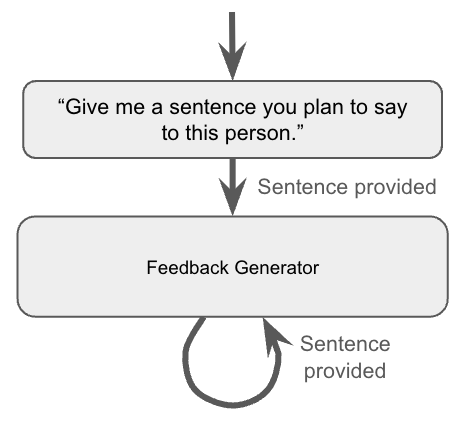 “Give me a sentence you plan to say
to this person.”
Sentence provided
Feedback Generator
Sentence
provided